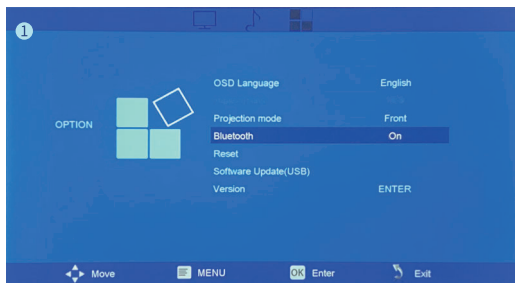 1
OSD Language English
Projection mode Front
OPTION
Bluetooth On
Reset
Software Update(USB)
Version ENTER
Move MENU OK Enter Exit